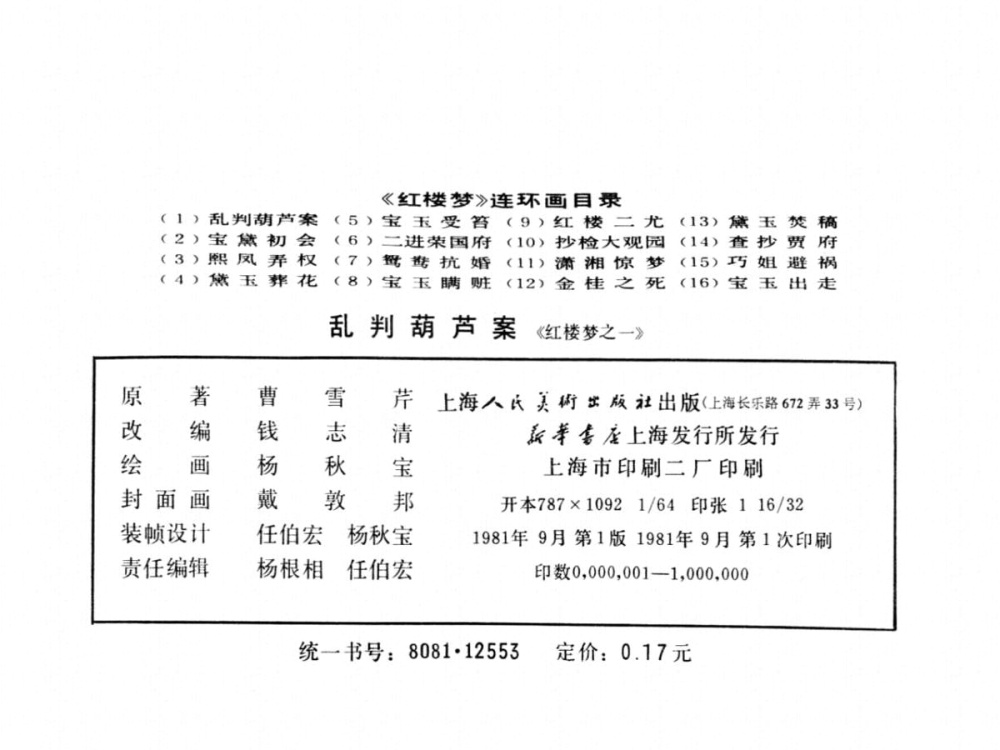 《红楼梦》连环画目录
(1) 乱判葫芦案 (5) 宝玉受笞 (9) 红楼二尤 (13) 黛玉焚稿
(2) 宝黛初会 (6) 二进荣国府 (10) 抄检大观园 (14) 查抄贾府
(3) 熙凤弄权 (7) 鸳鸯抗婚 (11) 潇湘惊梦 (15) 巧姐避祸
(4) 黛玉葬花 (8) 宝玉瞒赃 (12) 金桂之死 (16) 宝玉出走
乱判葫芦案 《红楼梦之一》
原著 曹雪芹
改编 钱志清
绘画 杨秋宝
封面画 戴敦邦
装帧设计 任伯宏 杨秋宝
责任编辑 杨根相 任伯宏
上海人民美術出版社出版(上海长乐路672弄33号)
新华书店上海发行所发行
上海市印刷二厂印刷
开本787×1092 1/64 印张 1 16/32
1981年9月第1版 1981年9月第1次印刷
印数0,000,001—1,000,000
统一书号：8081·12553 定价：0.17元